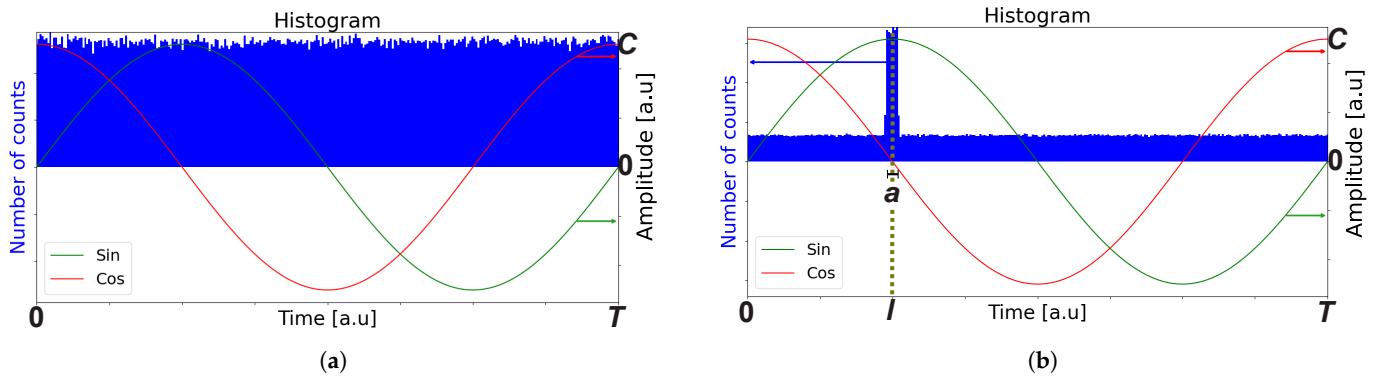 Histogram
Number of counts
Amplitude [a.u]
C
0
Sin
Cos
0
Time [a.u]
T
(a)
Histogram
Number of counts
Amplitude [a.u]
C
0
a
Sin
Cos
0
I
Time [a.u]
T
(b)